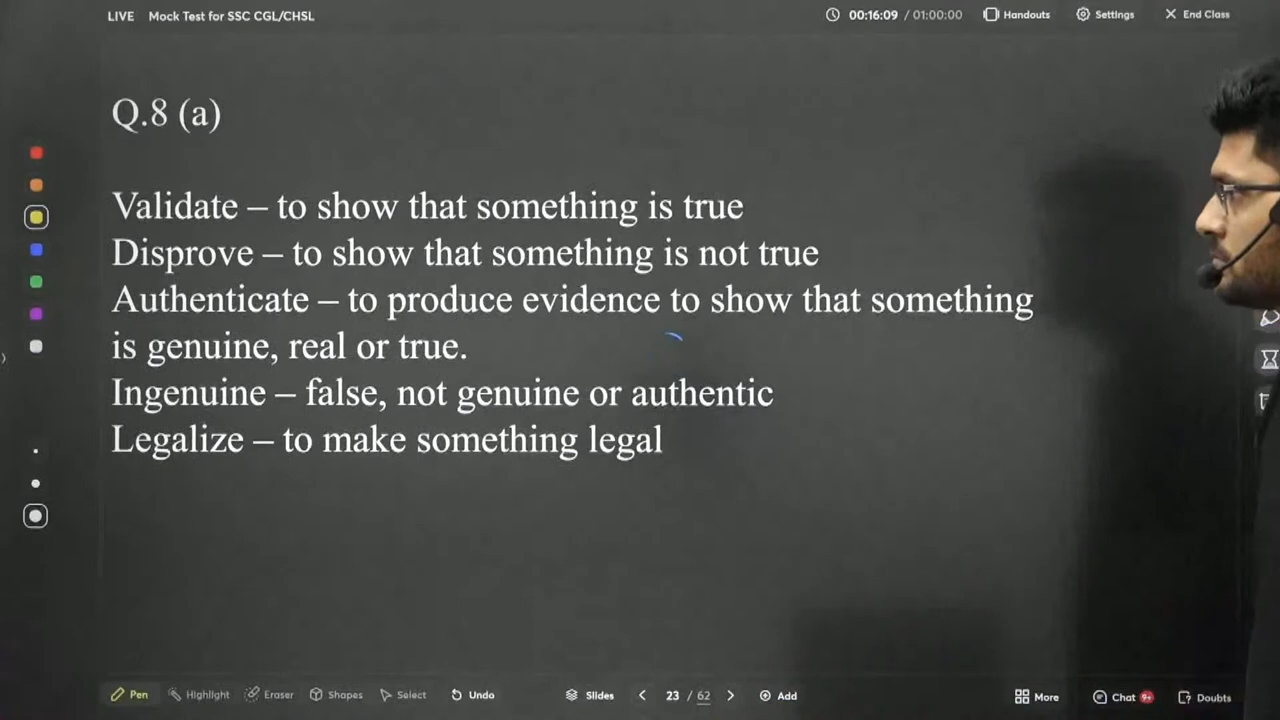 LIVE Mock Test for SSC CGL/CHSL 00:16:09 / 01:00:00 Handouts Settings End Class
Q.8 (a)
Validate – to show that something is true
Disprove – to show that something is not true
Authenticate – to produce evidence to show that something
is genuine, real or true.
Ingenuine – false, not genuine or authentic
Legalize – to make something legal
Pen Highlight Eraser Shapes Select Undo Slides 23 / 62 Add More Chat 9+ Doubts